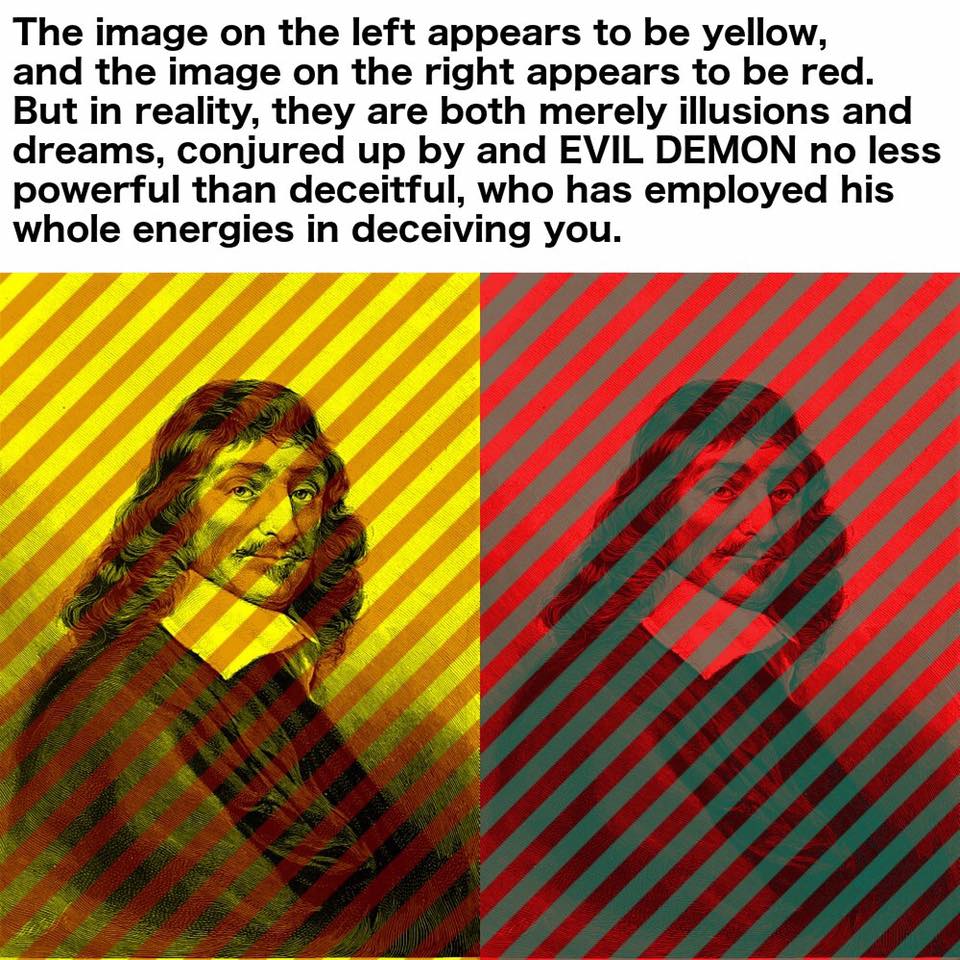 The image on the left appears to be yellow,
and the image on the right appears to be red.
But in reality, they are both merely illusions and
dreams, conjured up by and EVIL DEMON no less
powerful than deceitful, who has employed his
whole energies in deceiving you.